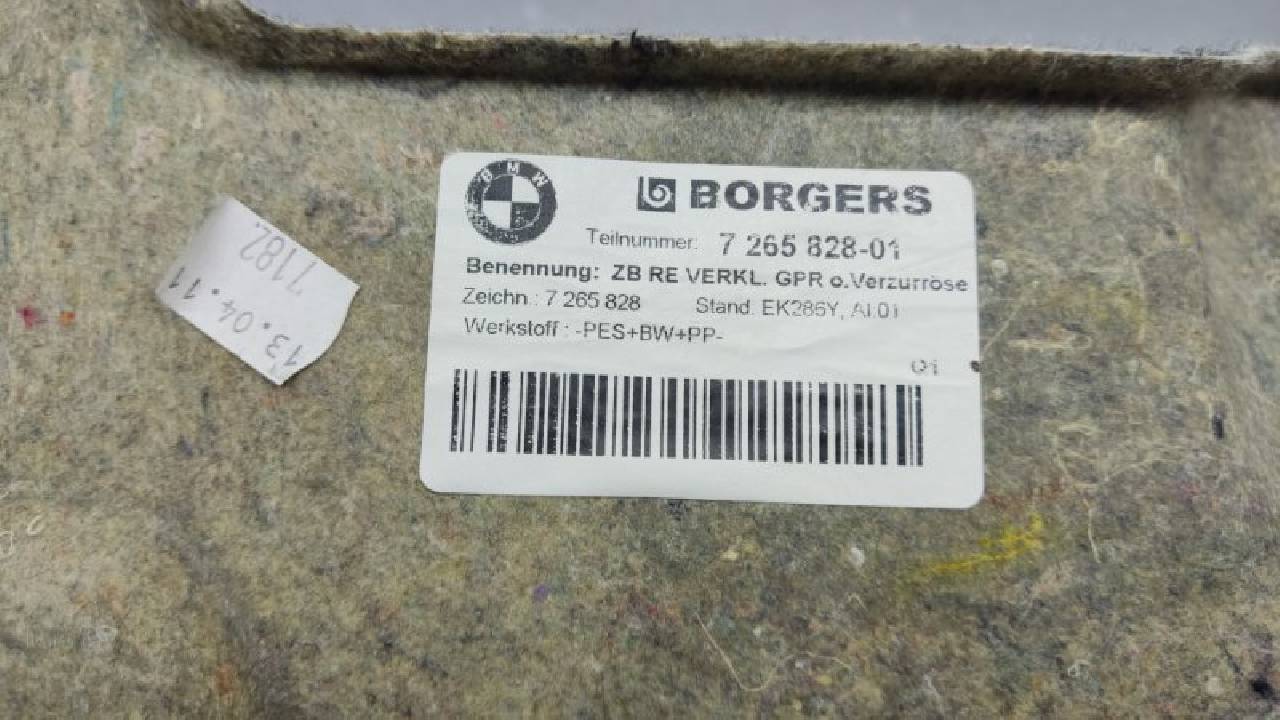 BMW
BORGERS
Teilnummer: 7 265 828-01
Benennung: ZB RE VERKL. GPR o.Verzurröse
Zeichn.: 7 265 828 Stand. EK286Y, AI.01
Werkstoff : -PES+BW+PP-
01
7182
13.04.11